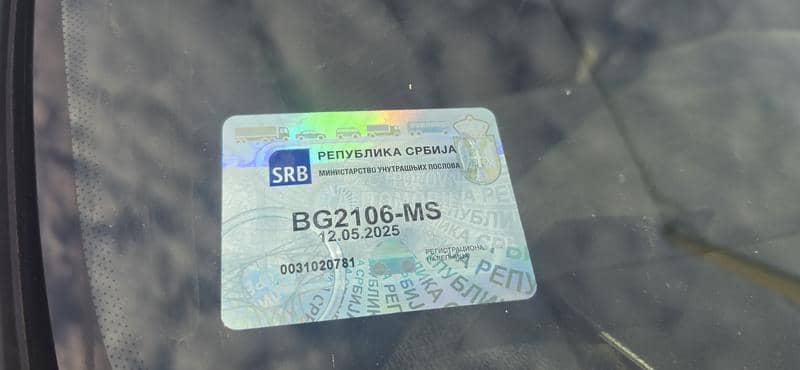 РЕПУБЛИКА СРБИЈА
SRB
МИНИСТАРСТВО УНУТРАШЊИХ ПОСЛОВА
BG2106-MS
12.05.2025
0031020781
РЕГИСТРАЦИОНА
НАЛЕПНИЦА